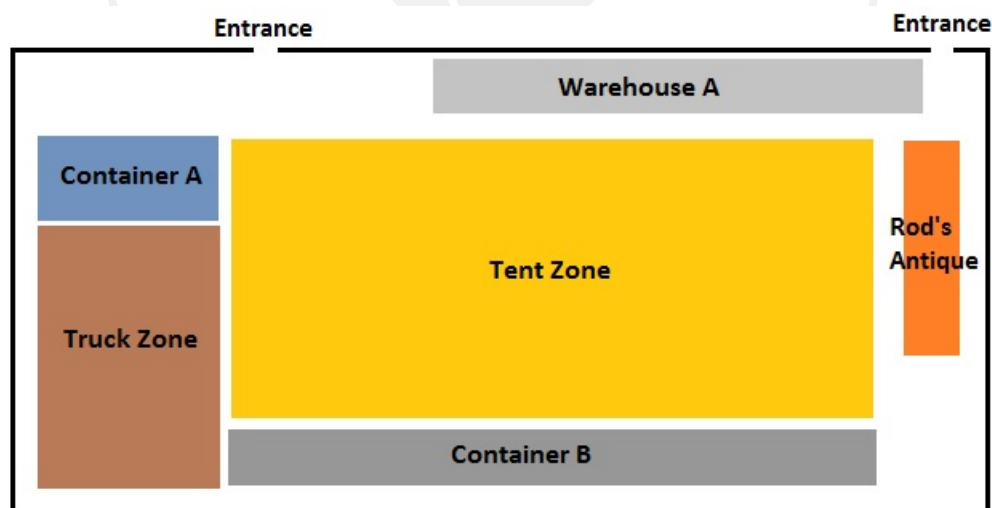 Entrance
Entrance
Warehouse A
Container A
Rod's
Antique
Tent Zone
Truck Zone
Container B